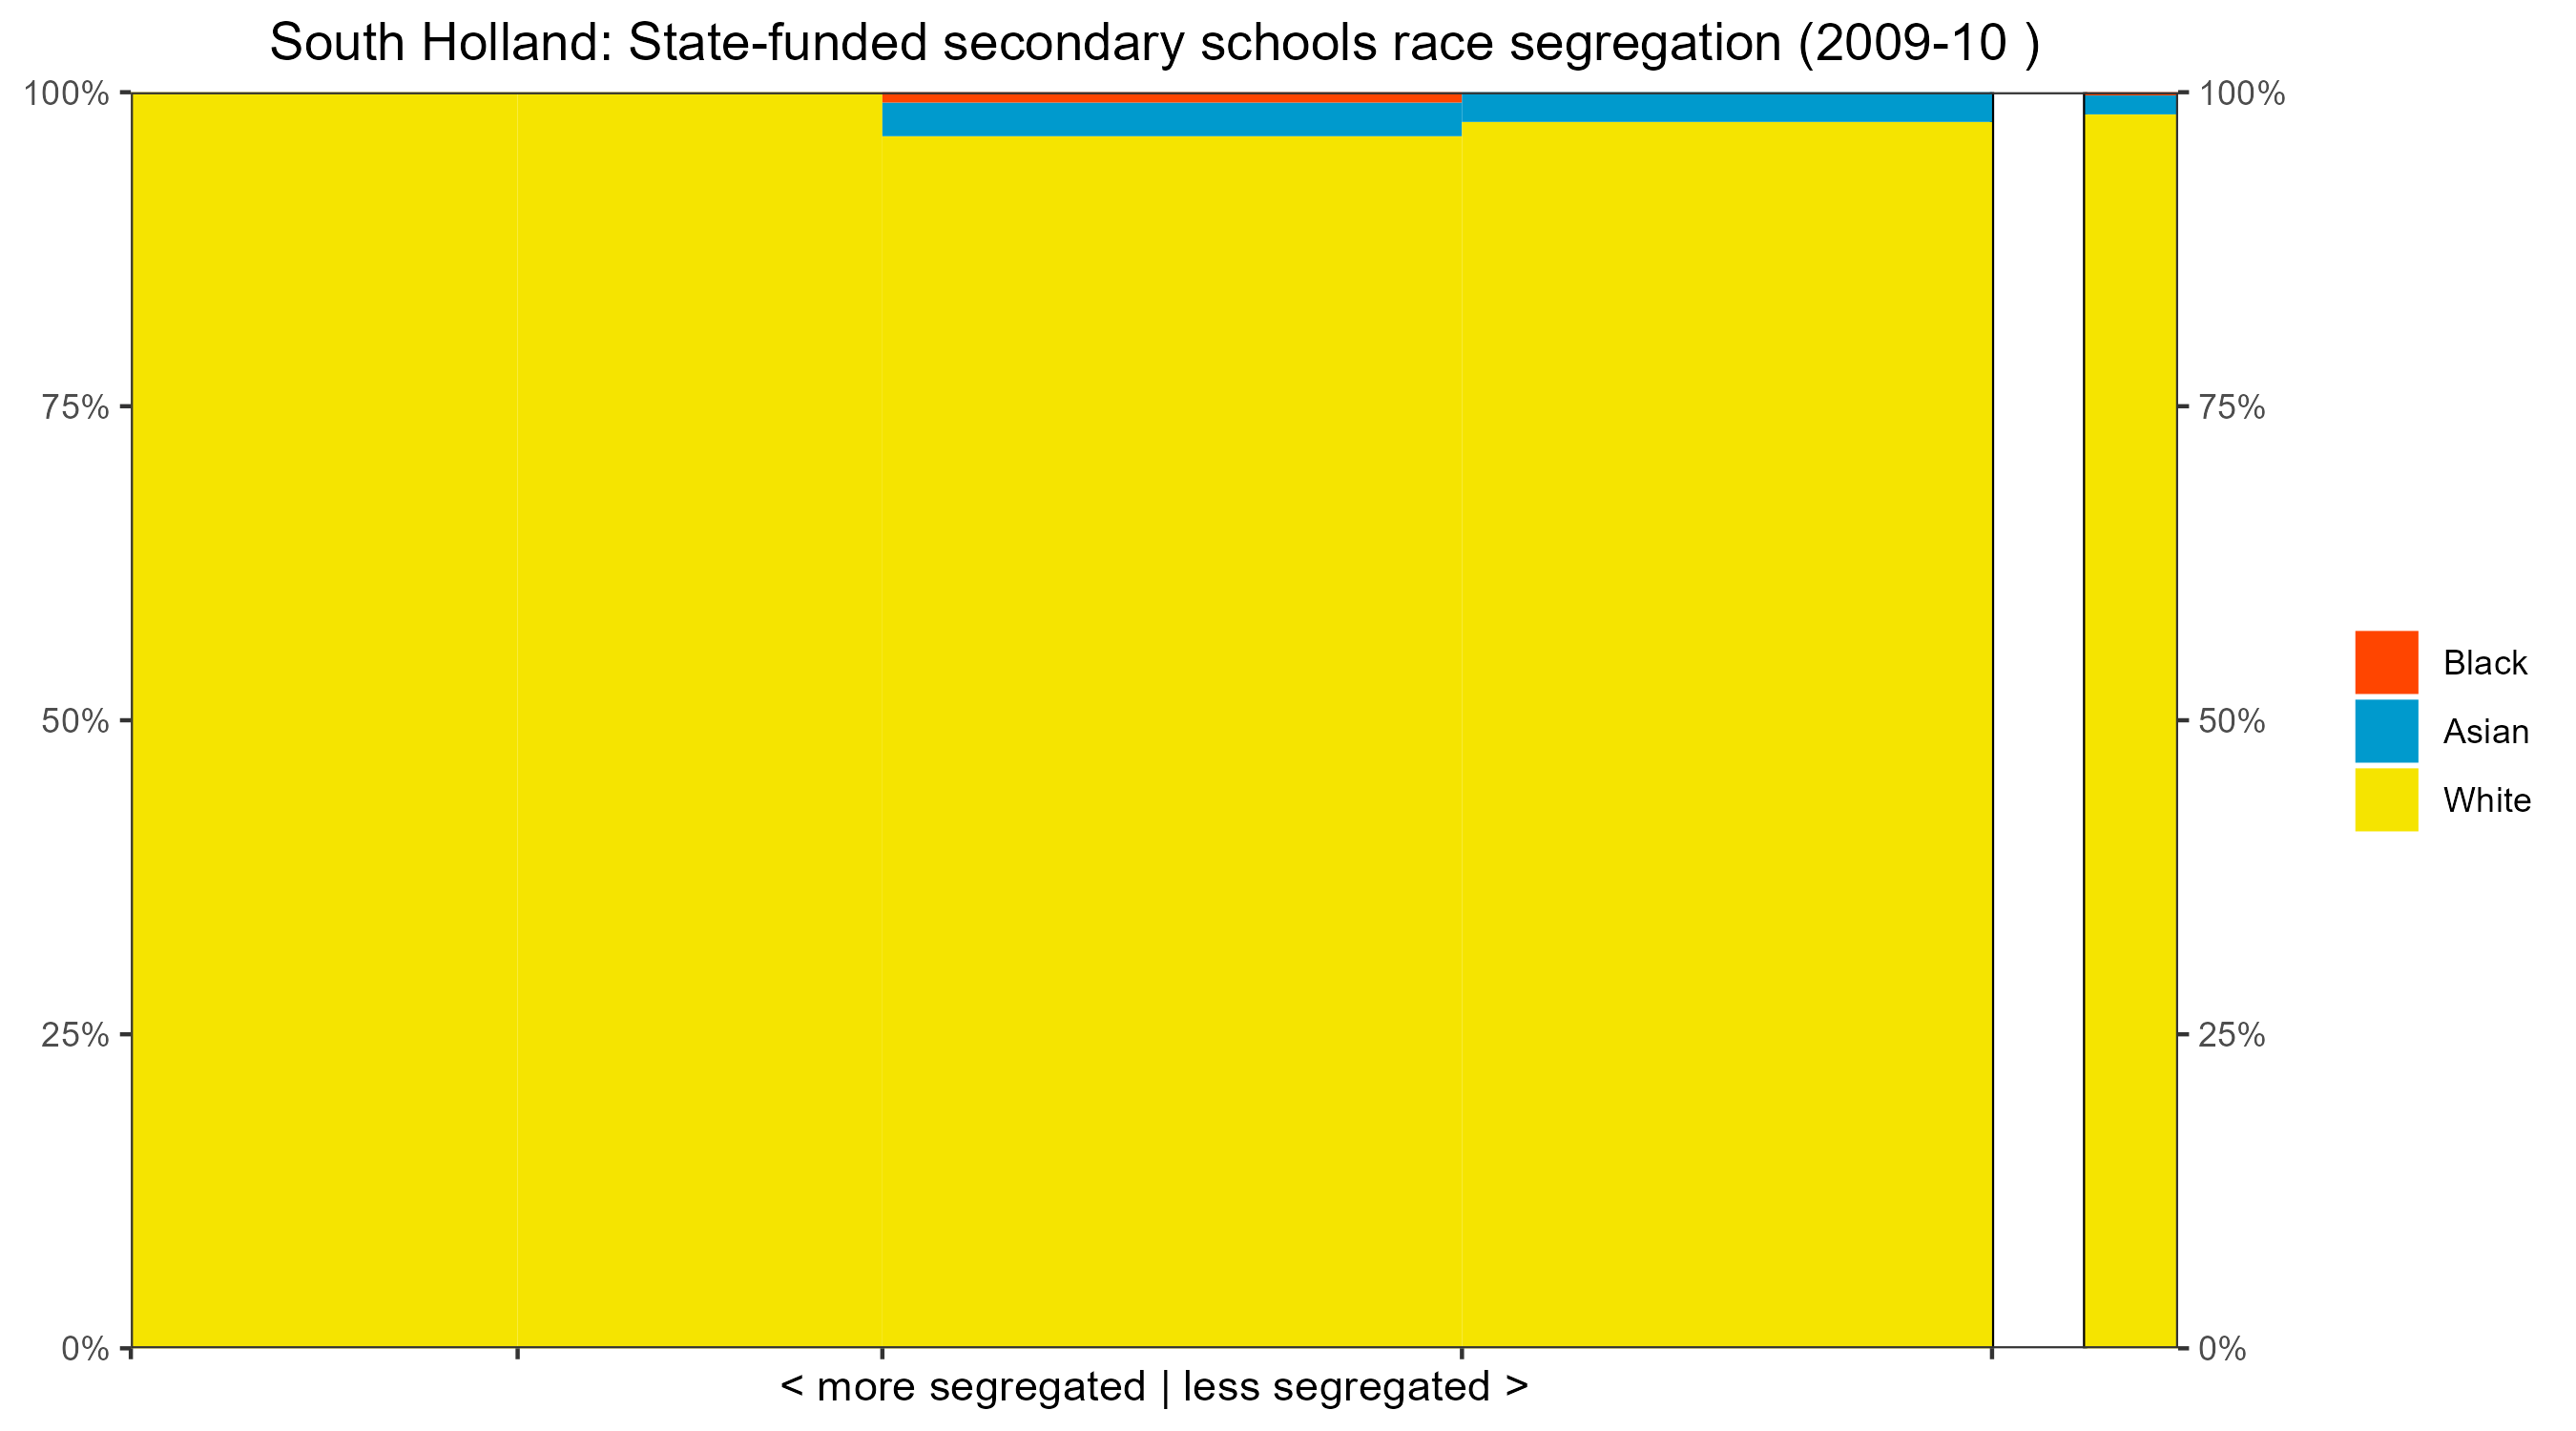 South Holland: State-funded secondary schools race segregation (2009-10 )
100%
75%
50%
25%
0%
100%
75%
50%
25%
0%
Black
Asian
White
< more segregated | less segregated >